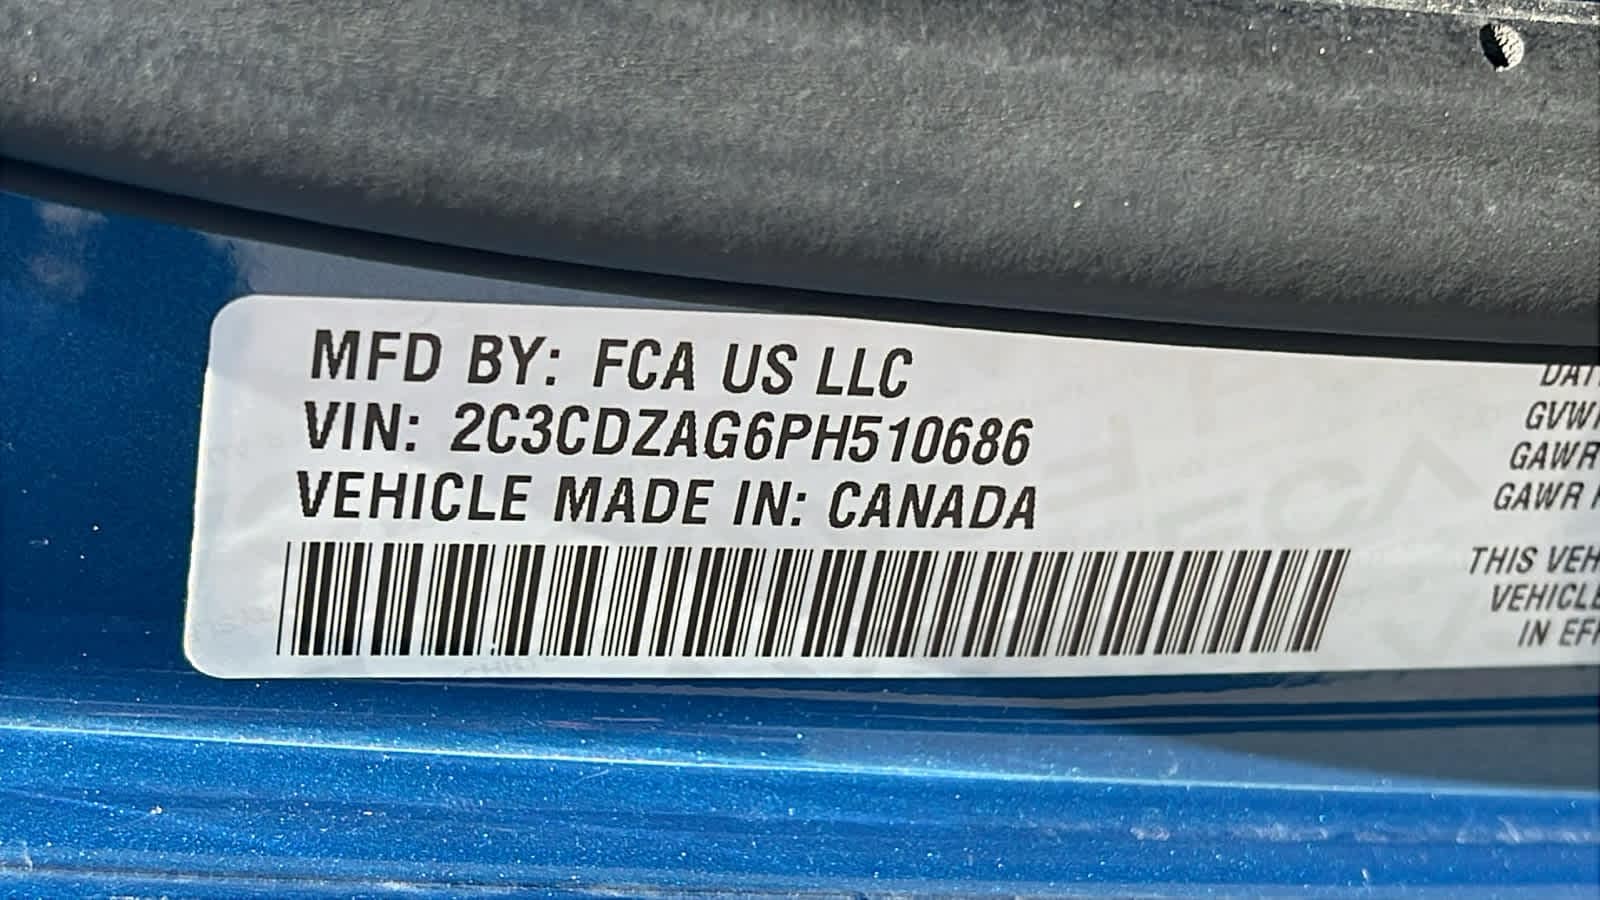 MFD BY: FCA US LLC
VIN: 2C3CDZAG6PH510686
VEHICLE MADE IN: CANADA
GAWR
THIS VEH
VEHICLE
IN EF